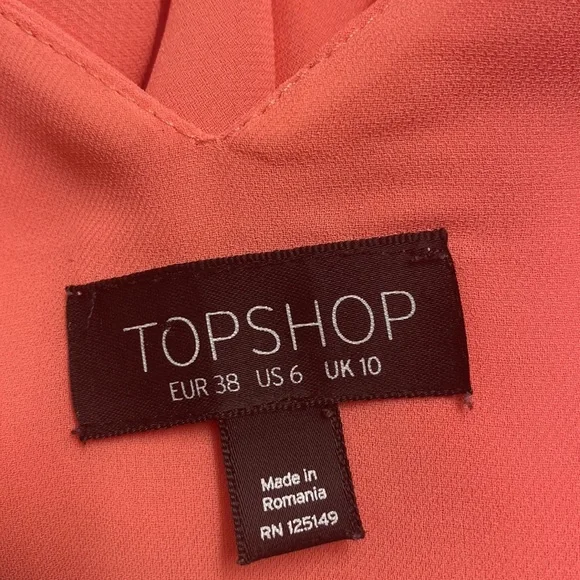 TOPSHOP
EUR 38 US 6 UK 10
Made in
Romania
RN 125149